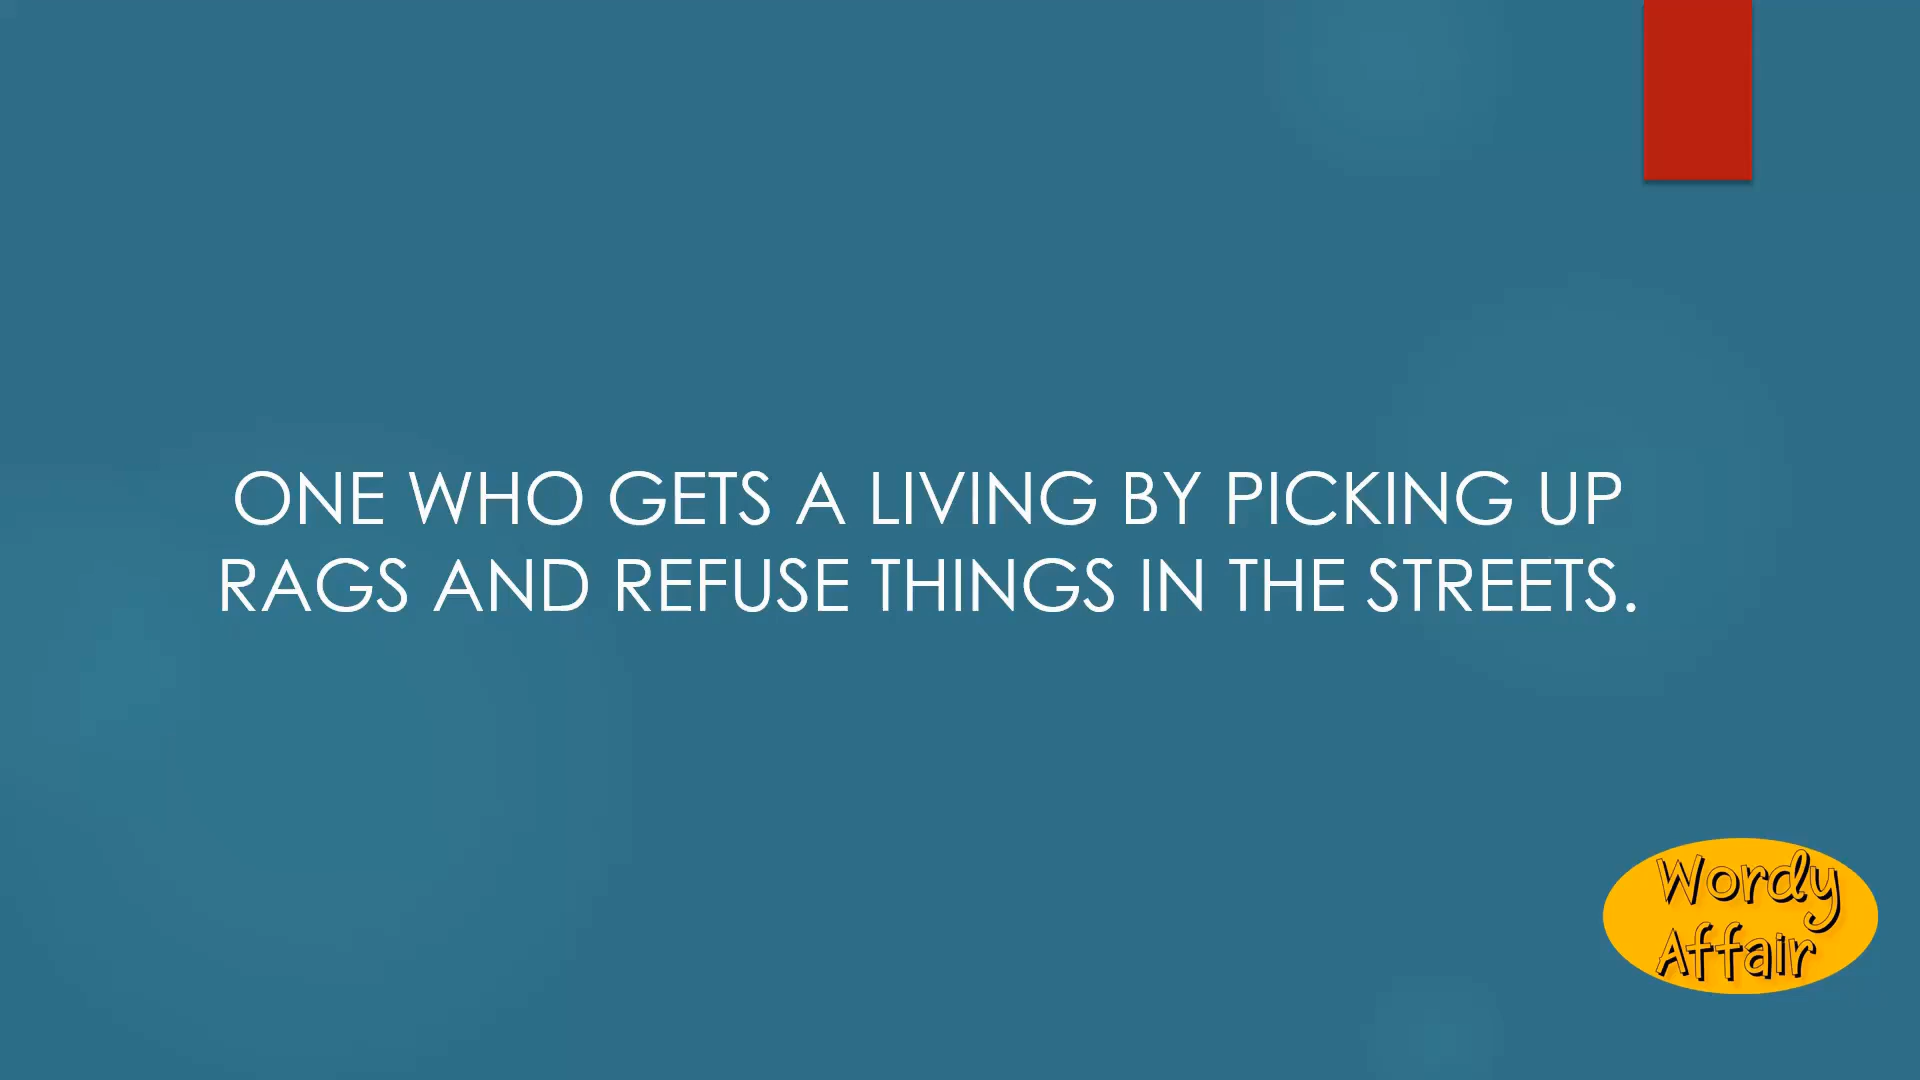 ONE WHO GETS A LIVING BY PICKING UP
RAGS AND REFUSE THINGS IN THE STREETS.
Wordy
Affair